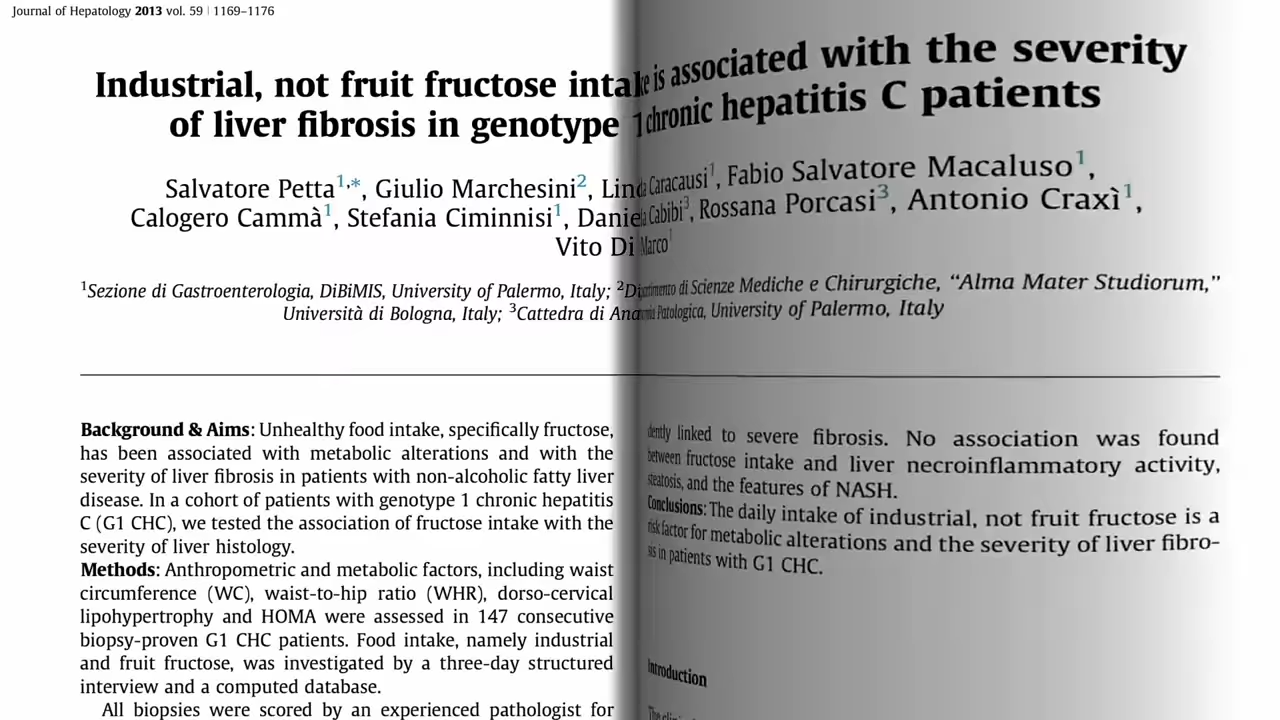 Journal of Hepatology 2013 vol. 59 | 1169–1176
Industrial, not fruit fructose intake is associated with the severity
of liver fibrosis in genotype 1 chronic hepatitis C patients
Salvatore Petta1,*, Giulio Marchesini2, Linda Caracausi1, Fabio Salvatore Macaluso1,
Calogero Cammà1, Stefania Ciminnisi1, Daniela Cabibi3, Rossana Porcasi3, Antonio Craxì1,
Vito Di Marco1
1Sezione di Gastroenterologia, DiBiMIS, University of Palermo, Italy; 2Dipartimento di Scienze Mediche e Chirurgiche, “Alma Mater Studiorum,”
Università di Bologna, Italy; 3Cattedra di Anatomia Patologica, University of Palermo, Italy
Background & Aims: Unhealthy food intake, specifically fructose,
has been associated with metabolic alterations and with the
severity of liver fibrosis in patients with non-alcoholic fatty liver
disease. In a cohort of patients with genotype 1 chronic hepatitis
C (G1 CHC), we tested the association of fructose intake with the
severity of liver histology.
Methods: Anthropometric and metabolic factors, including waist
circumference (WC), waist-to-hip ratio (WHR), dorso-cervical
lipohypertrophy and HOMA were assessed in 147 consecutive
biopsy-proven G1 CHC patients. Food intake, namely industrial
and fruit fructose, was investigated by a three-day structured
interview and a computed database.
All biopsies were scored by an experienced pathologist for
dently linked to severe fibrosis. No association was found
between fructose intake and liver necroinflammatory activity,
steatosis, and the features of NASH.
Conclusions: The daily intake of industrial, not fruit fructose is a
risk factor for metabolic alterations and the severity of liver fibro-
sis in patients with G1 CHC.
Introduction